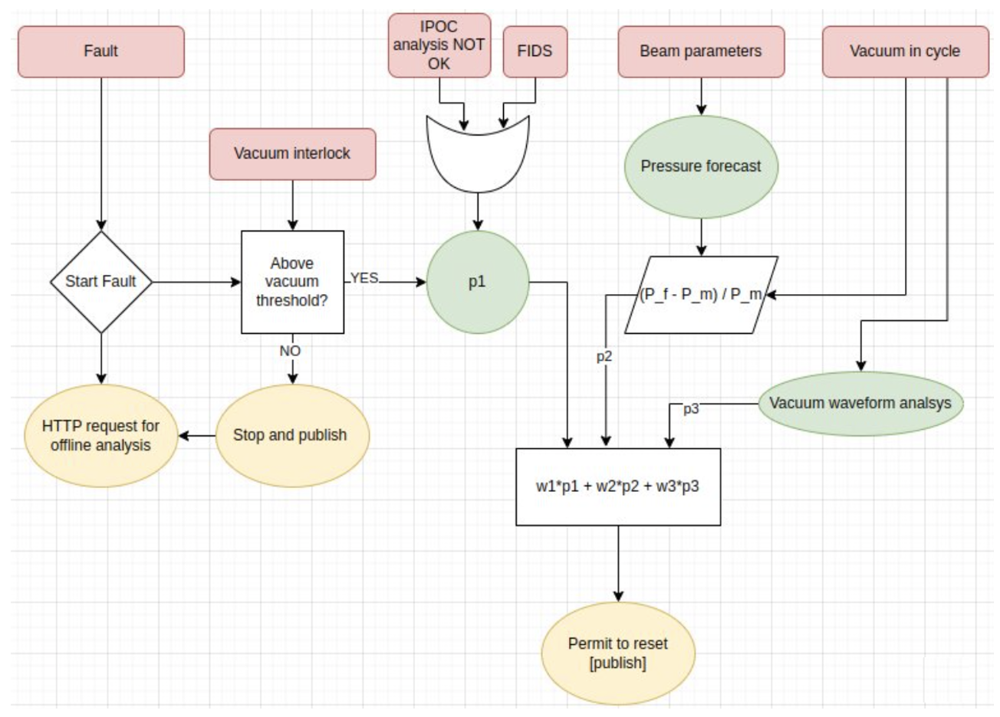 Fault
IPOC
analysis NOT
OK
FIDS
Beam parameters
Vacuum in cycle
Vacuum interlock
Pressure forecast
Start Fault
Above
vacuum
threshold?
YES
p1
(P_f - P_m) / P_m
NO
p2
HTTP request for
offline analysis
Stop and publish
p3
Vacuum waveform analsys
w1*p1 + w2*p2 + w3*p3
Permit to reset
[publish]